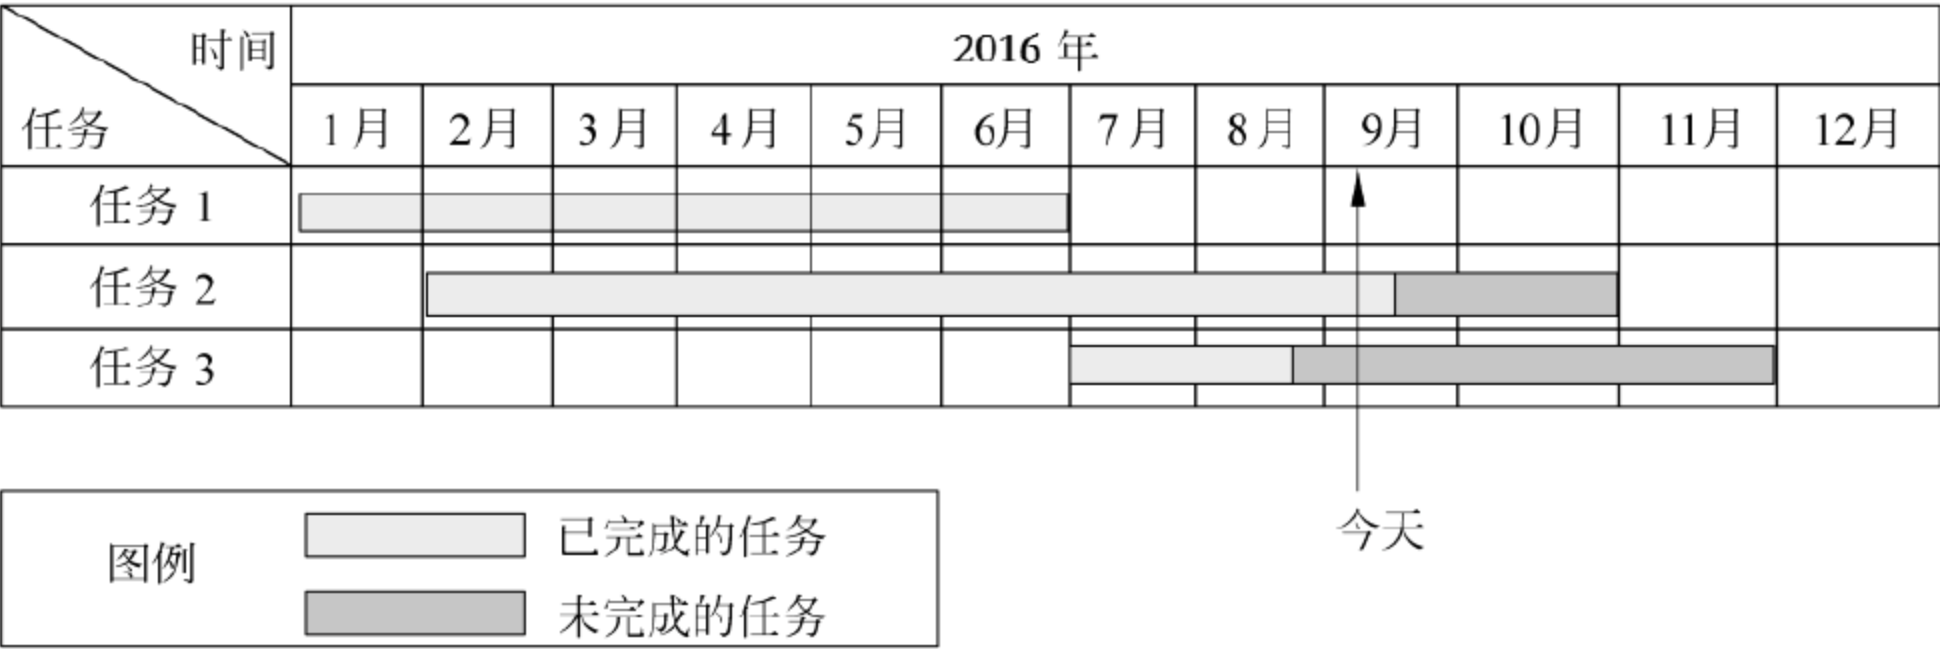 时间
2016 年
任务
1月 2月 3月 4月 5月 6月 7月 8月 9月 10月 11月 12月
任务 1
任务 2
任务 3
今天
图例
已完成的任务
未完成的任务